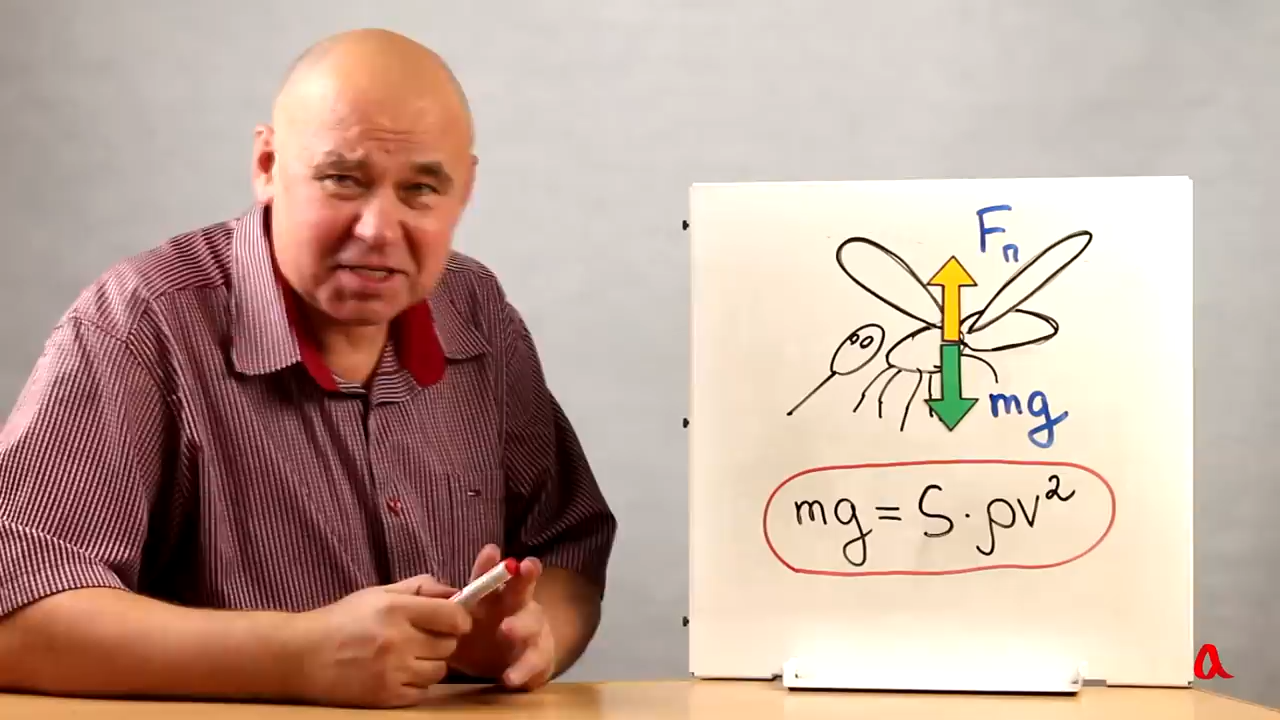 Fп
mg
mg = S · ρv²
a